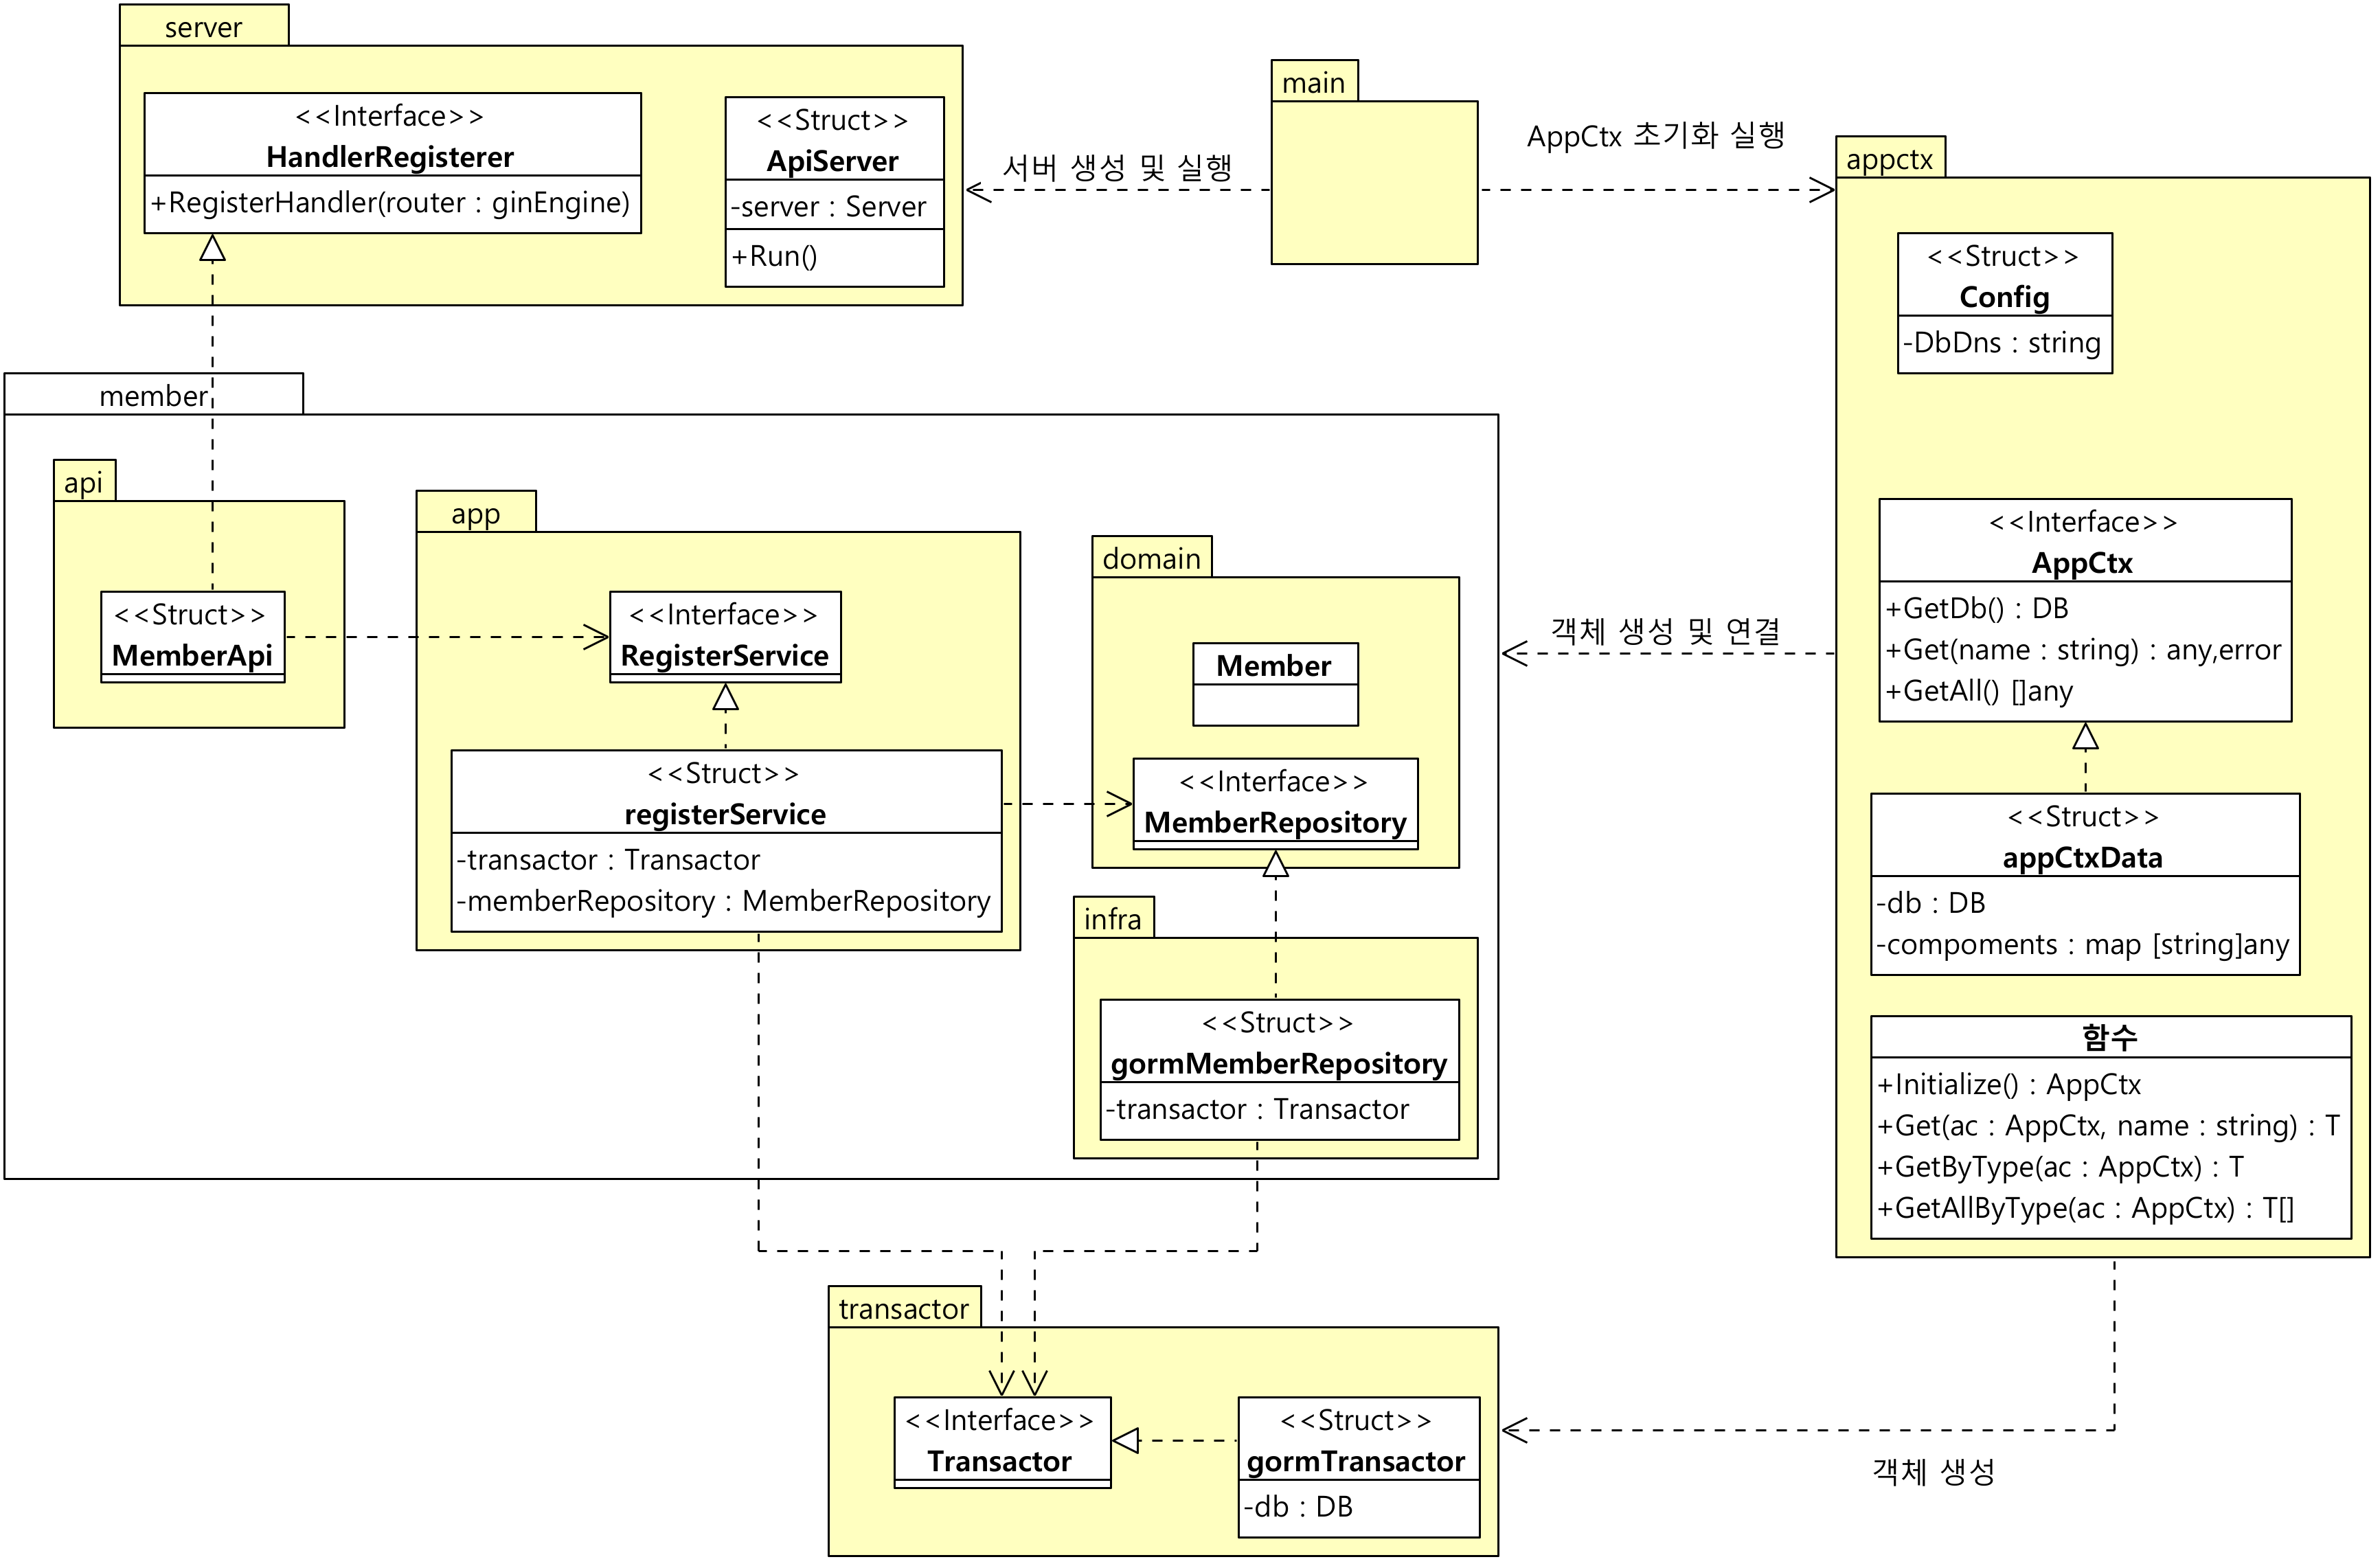 server
<<Interface>>
HandlerRegisterer
+RegisterHandler(router : ginEngine)
<<Struct>>
ApiServer
-server : Server
+Run()
서버 생성 및 실행
main
AppCtx 초기화 실행
appctx
<<Struct>>
Config
-DbDns : string
<<Interface>>
AppCtx
+GetDb() : DB
+Get(name : string) : any,error
+GetAll() []any
<<Struct>>
appCtxData
-db : DB
-compoments : map [string]any
함수
+Initialize() : AppCtx
+Get(ac : AppCtx, name : string) : T
+GetByType(ac : AppCtx) : T
+GetAllByType(ac : AppCtx) : T[]
객체 생성 및 연결
member
api
<<Struct>>
MemberApi
app
<<Interface>>
RegisterService
<<Struct>>
registerService
-transactor : Transactor
-memberRepository : MemberRepository
domain
Member
<<Interface>>
MemberRepository
infra
<<Struct>>
gormMemberRepository
-transactor : Transactor
transactor
<<Interface>>
Transactor
<<Struct>>
gormTransactor
-db : DB
객체 생성